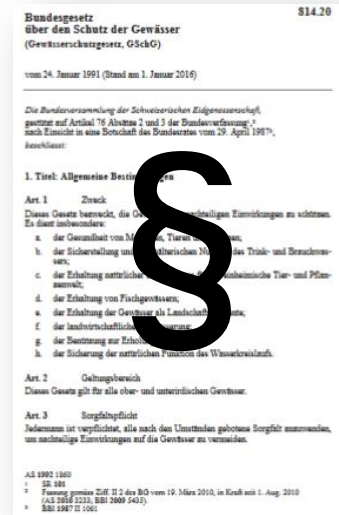 Bundesgesetz 814.20
über den Schutz der Gewässer
(Gewässerschutzgesetz, GSchG)
vom 24. Januar 1991 (Stand am 1. Januar 2016)
Die Bundesversammlung der Schweizerischen Eidgenossenschaft,
gestützt auf Artikel 76 Absätze 2 und 3 der Bundesverfassung,
nach Einsicht in eine Botschaft des Bundesrates vom 29. April 1987,
beschliesst:
§
1. Titel: Allgemeine
Art. 1 Zweck
Dieses Gesetz bezweckt, die Einwirkungen zu schützen.
Es dient insbesondere:
a. der Gesundheit von Tieren
b. der Sicherstellung und des Trink- und Brauchwas-
sers;
c. der Erhaltung natürlicher einheimische Tier- und Pflan-
zenwelt;
d. der Erhaltung von Fischgewässern;
e. der Erhaltung der Gewässer als
f. der landwirtschaftlichen
g. der Benützung zur
h. der Sicherung der natürlichen Funktion des Wasserkreislaufs.
Art. 2 Geltungsbereich
Dieses Gesetz gilt für alle ober- und unterirdischen Gewässer.
Art. 3 Sorgfaltspflicht
Jedermann ist verpflichtet, alle nach den Umständen gebotene Sorgfalt anzuwenden,
um nachteilige Einwirkungen auf die Gewässer zu vermeiden.
AS 1992 1860
1 SR 101
2 Fassung gemäss Ziff. II 2 des BG vom 19. März 2010, in Kraft seit 1. Aug. 2010
(AS 2010 3233; BBl 2009 5435).
3 BBl 1987 II 1061